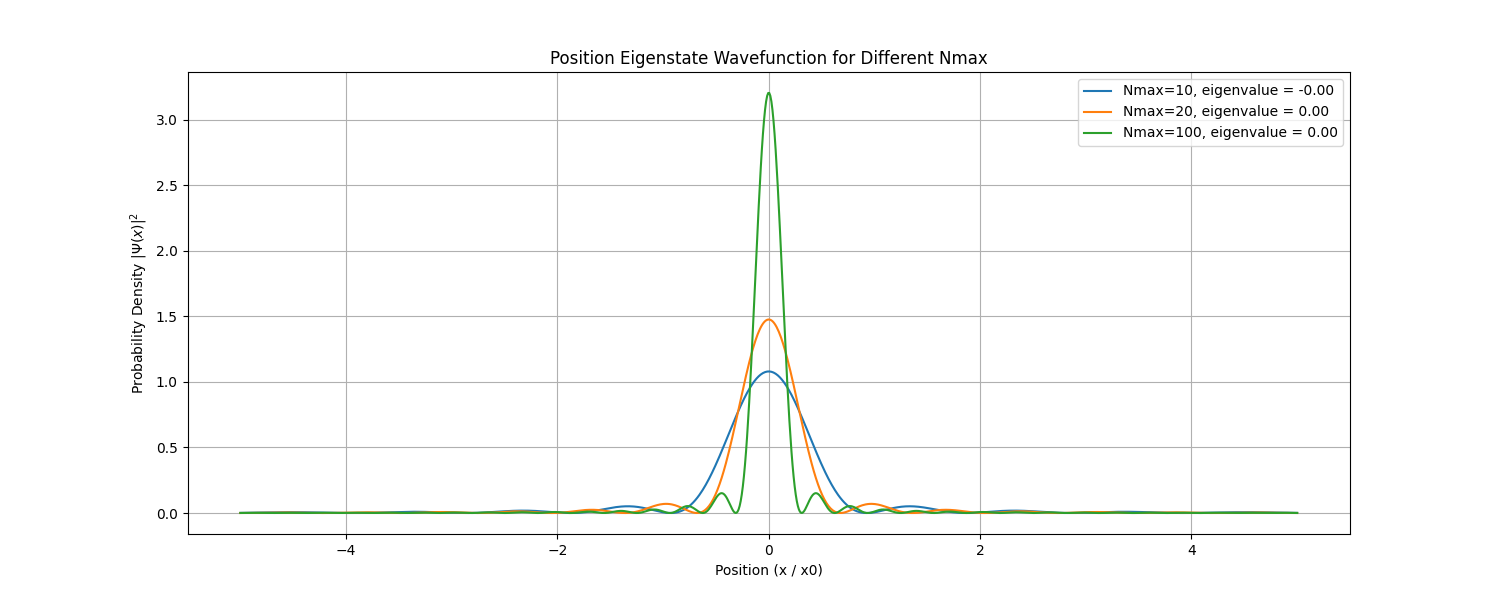 Position Eigenstate Wavefunction for Different Nmax
Nmax=10, eigenvalue = -0.00
Nmax=20, eigenvalue = 0.00
Nmax=100, eigenvalue = 0.00
Probability Density |Ψ(x)|²
3.0
2.5
2.0
1.5
1.0
0.5
0.0
−4 −2 0 2 4
Position (x / x0)